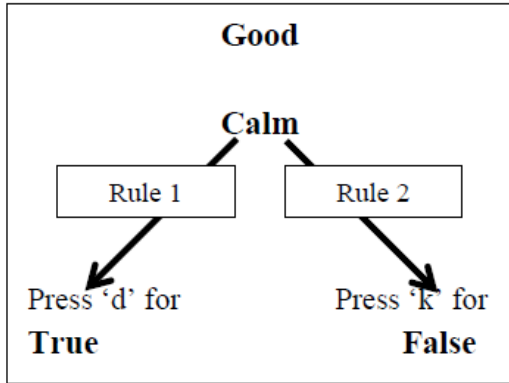 Good
Calm
Rule 1 Rule 2
Press ‘d’ for Press ‘k’ for
True False